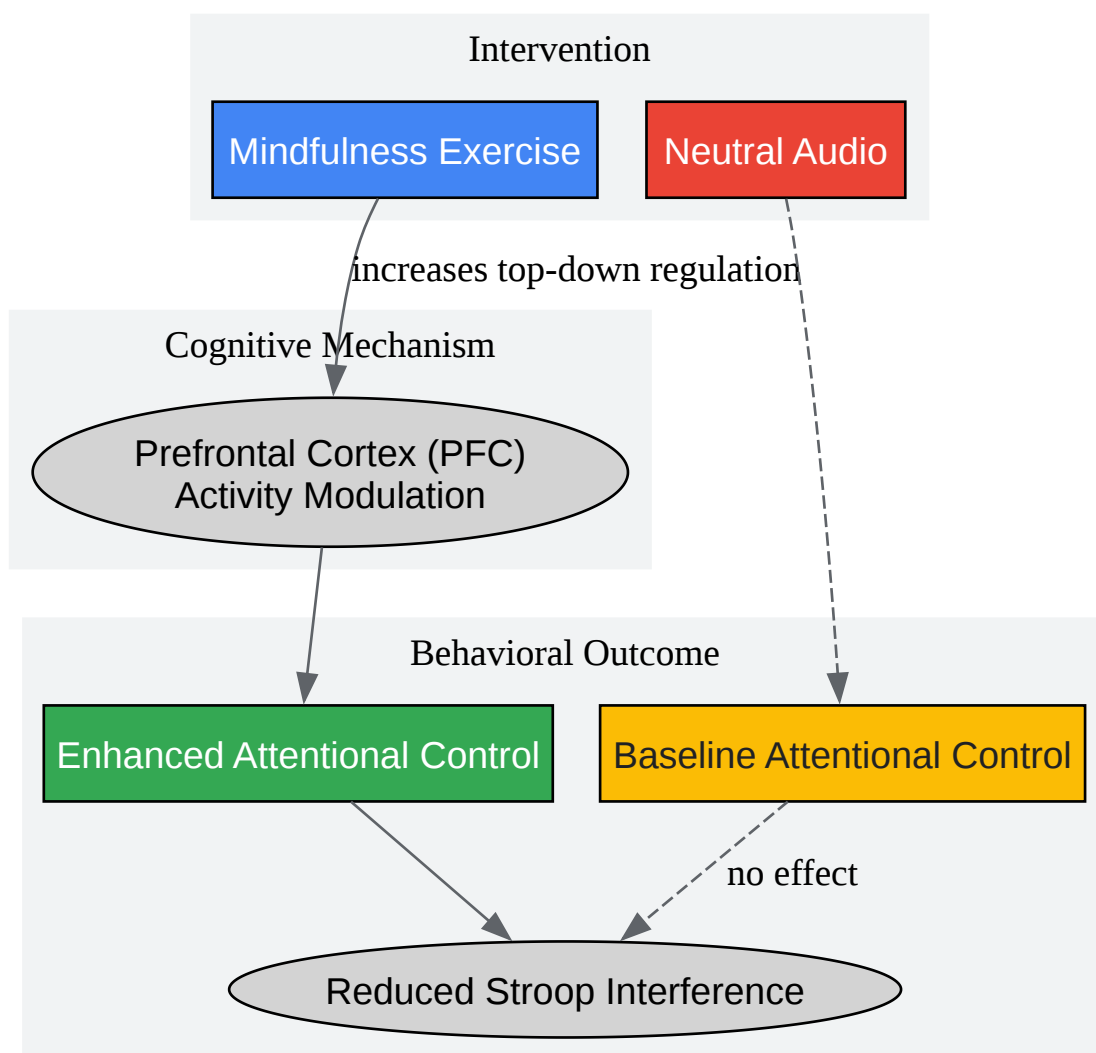 Intervention
Mindfulness Exercise
Neutral Audio
increases top-down regulation
Cognitive Mechanism
Prefrontal Cortex (PFC)
Activity Modulation
Behavioral Outcome
Enhanced Attentional Control
Baseline Attentional Control
no effect
Reduced Stroop Interference